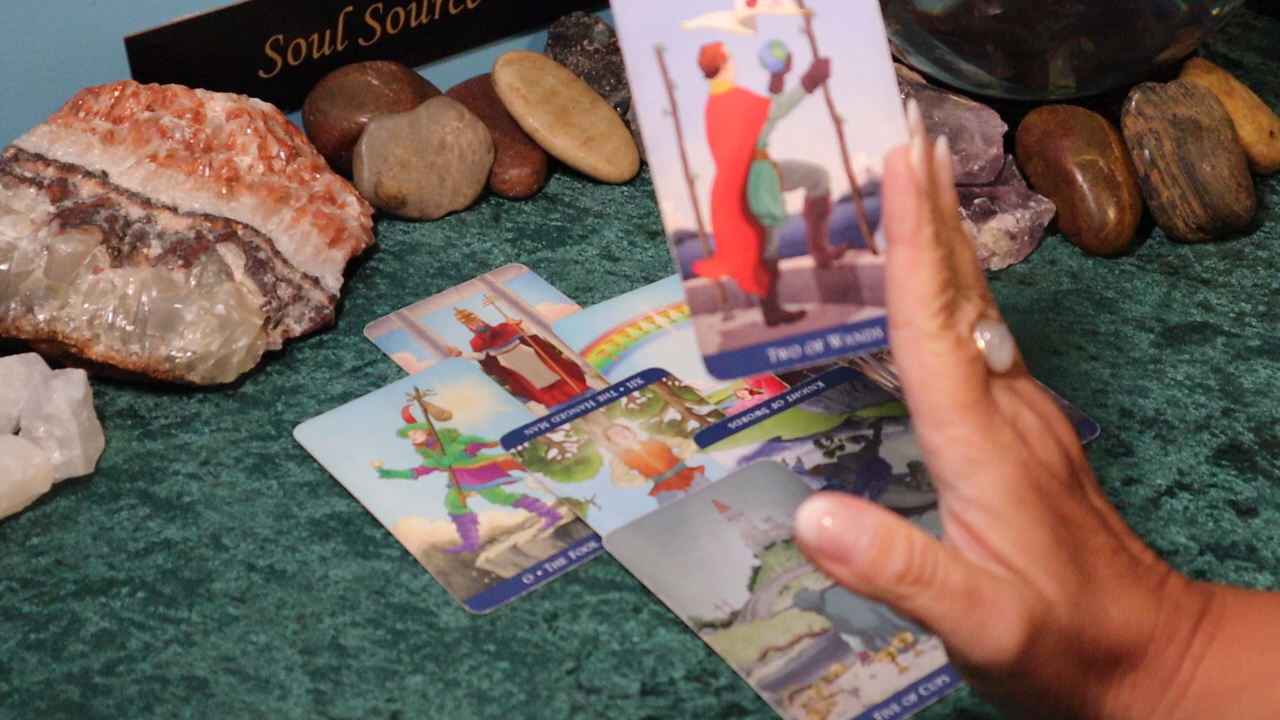 Soul Source
TWO OF WANDS
XII • THE HANGED MAN
KNIGHT OF SWORDS
0 • THE FOOL
FIVE OF CUPS